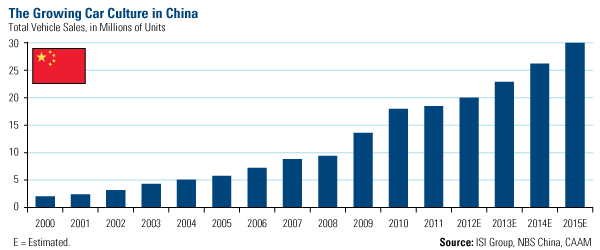 The Growing Car Culture in China
Total Vehicle Sales, in Millions of Units
30
25
20
15
10
5
0
2000 2001 2002 2003 2004 2005 2006 2007 2008 2009 2010 2011 2012E 2013E 2014E 2015E
E = Estimated. Source: ISI Group, NBS China, CAAM